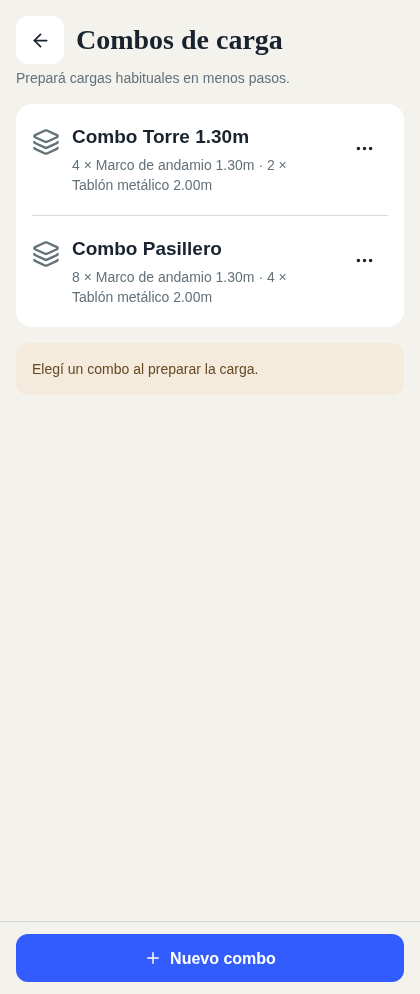 Combos de carga
Prepará cargas habituales en menos pasos.
Combo Torre 1.30m
4 × Marco de andamio 1.30m · 2 ×
Tablón metálico 2.00m
Combo Pasillero
8 × Marco de andamio 1.30m · 4 ×
Tablón metálico 2.00m
Elegí un combo al preparar la carga.
Nuevo combo